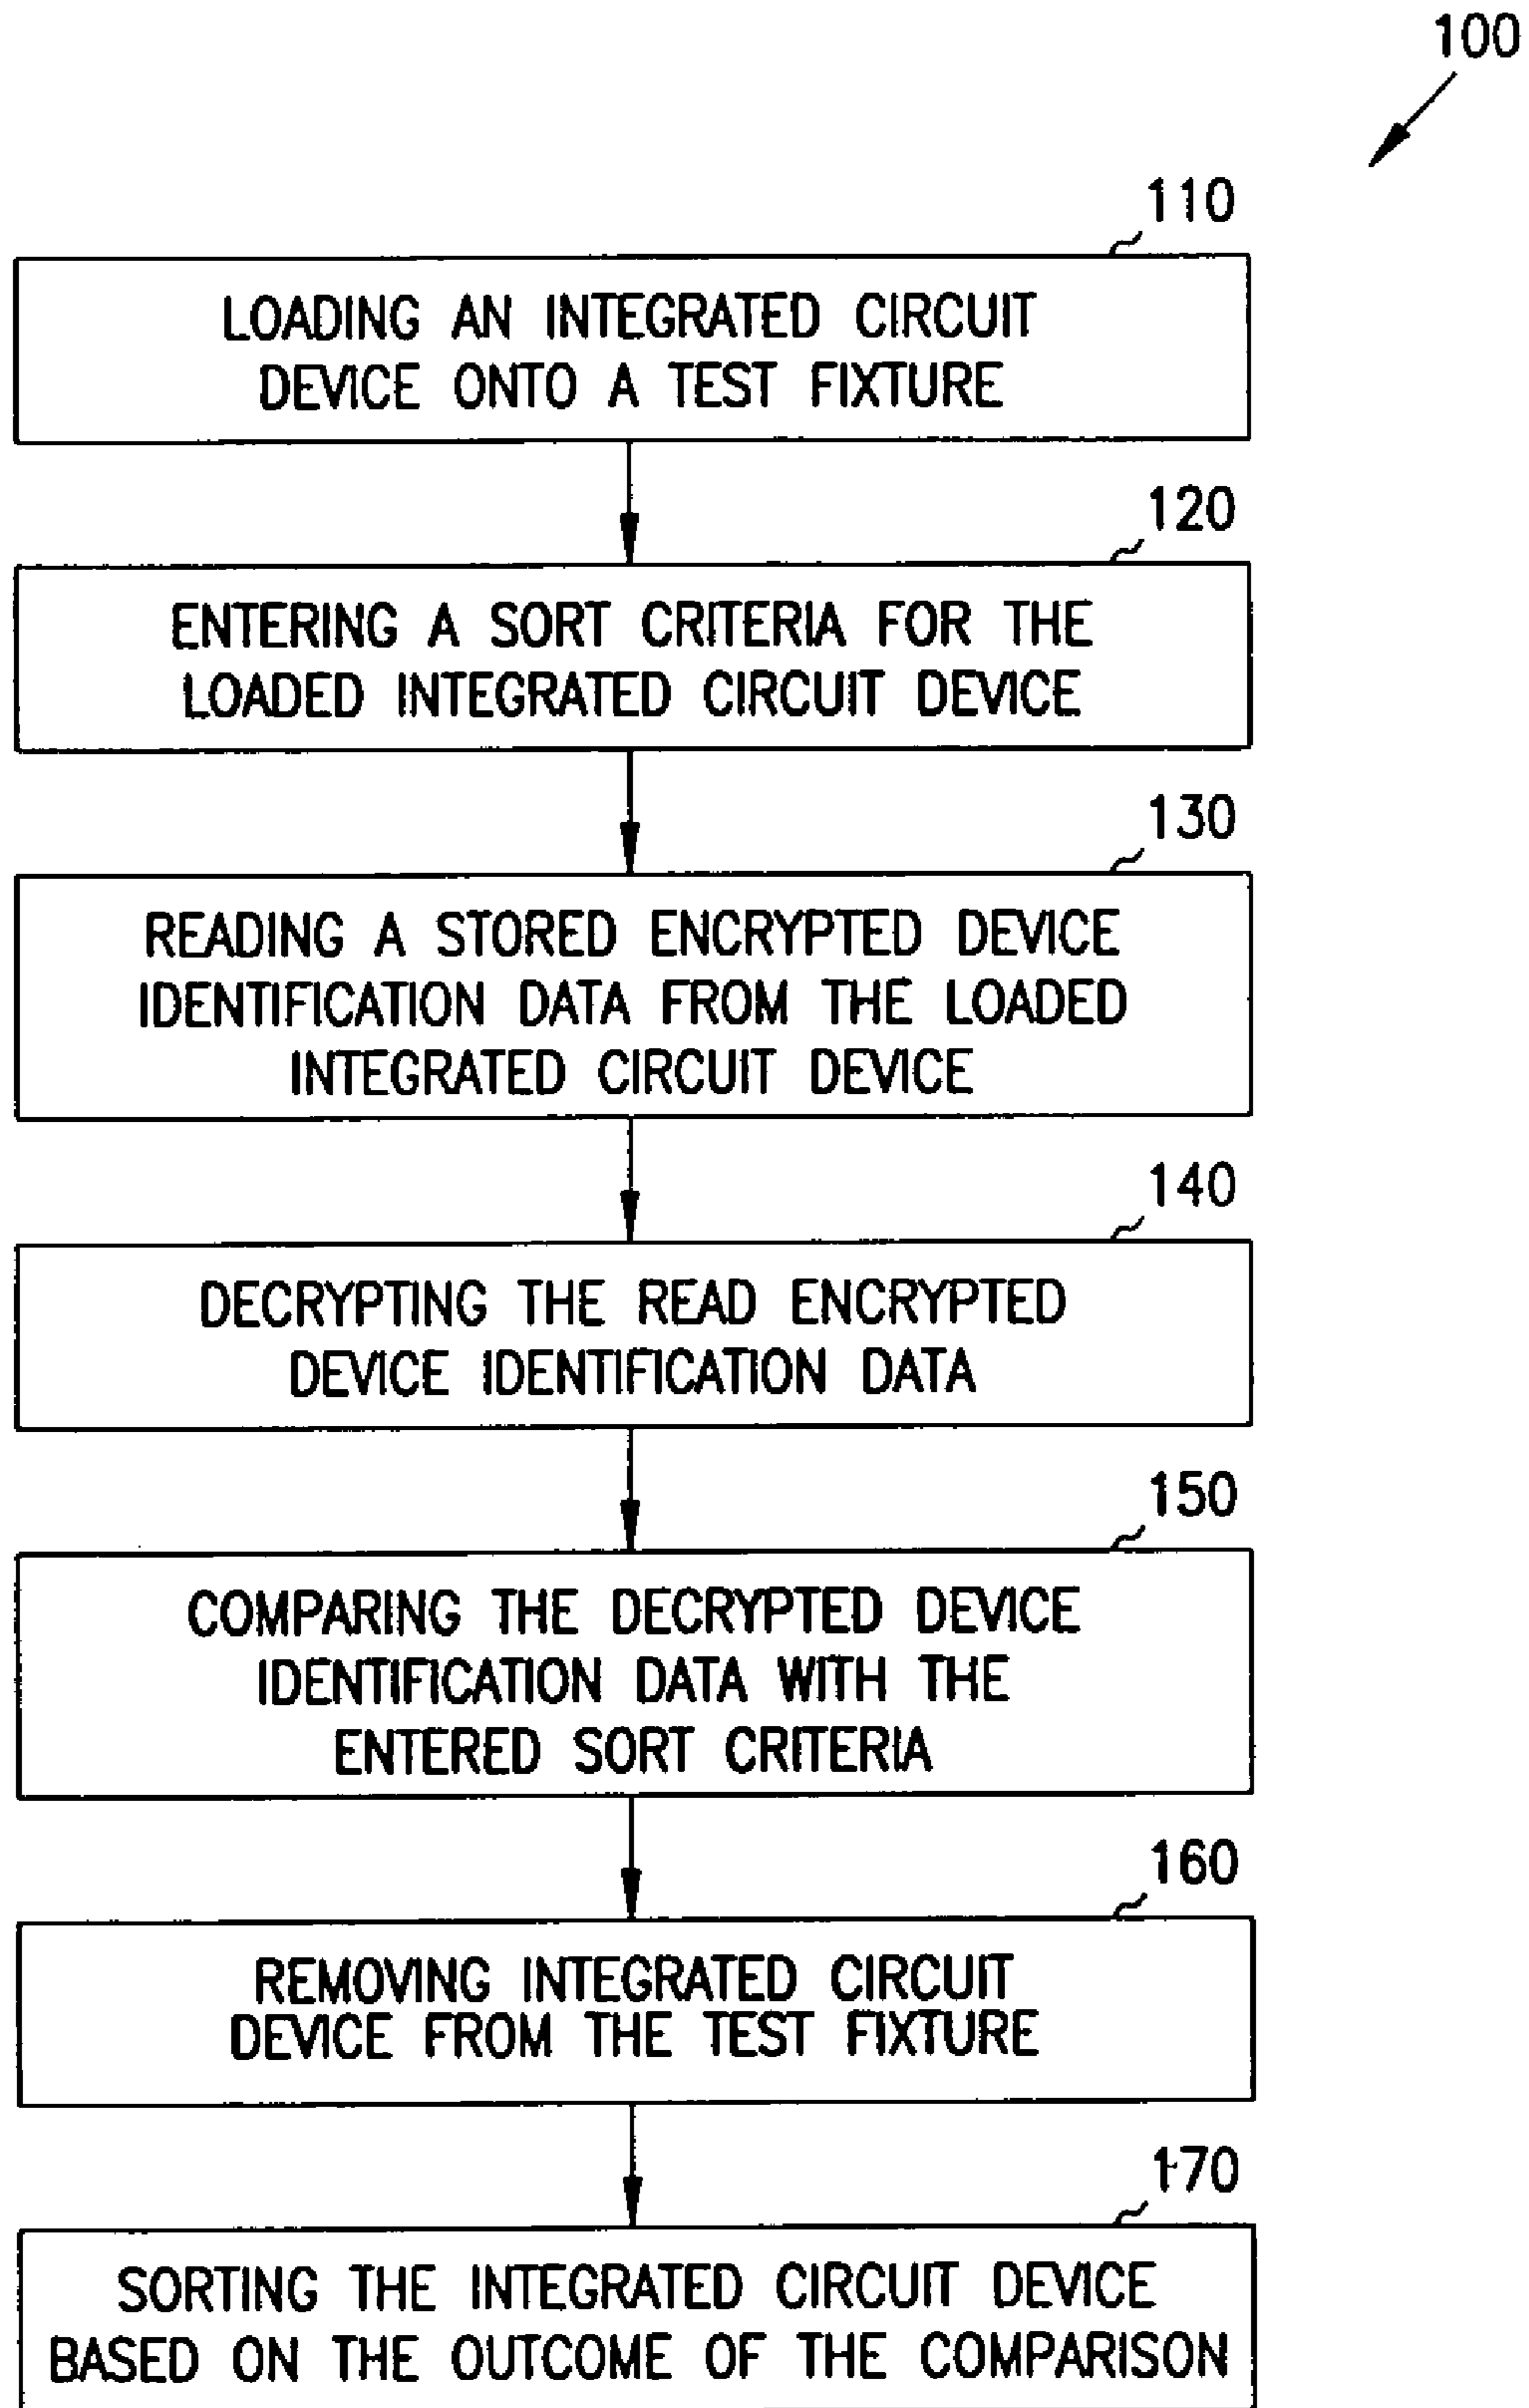 100
110
LOADING AN INTEGRATED CIRCUIT
DEVICE ONTO A TEST FIXTURE
120
ENTERING A SORT CRITERIA FOR THE
LOADED INTEGRATED CIRCUIT DEVICE
130
READING A STORED ENCRYPTED DEVICE
IDENTIFICATION DATA FROM THE LOADED
INTEGRATED CIRCUIT DEVICE
140
DECRYPTING THE READ ENCRYPTED
DEVICE IDENTIFICATION DATA
150
COMPARING THE DECRYPTED DEVICE
IDENTIFICATION DATA WITH THE
ENTERED SORT CRITERIA
160
REMOVING INTEGRATED CIRCUIT
DEVICE FROM THE TEST FIXTURE
170
SORTING THE INTEGRATED CIRCUIT DEVICE
BASED ON THE OUTCOME OF THE COMPARISON